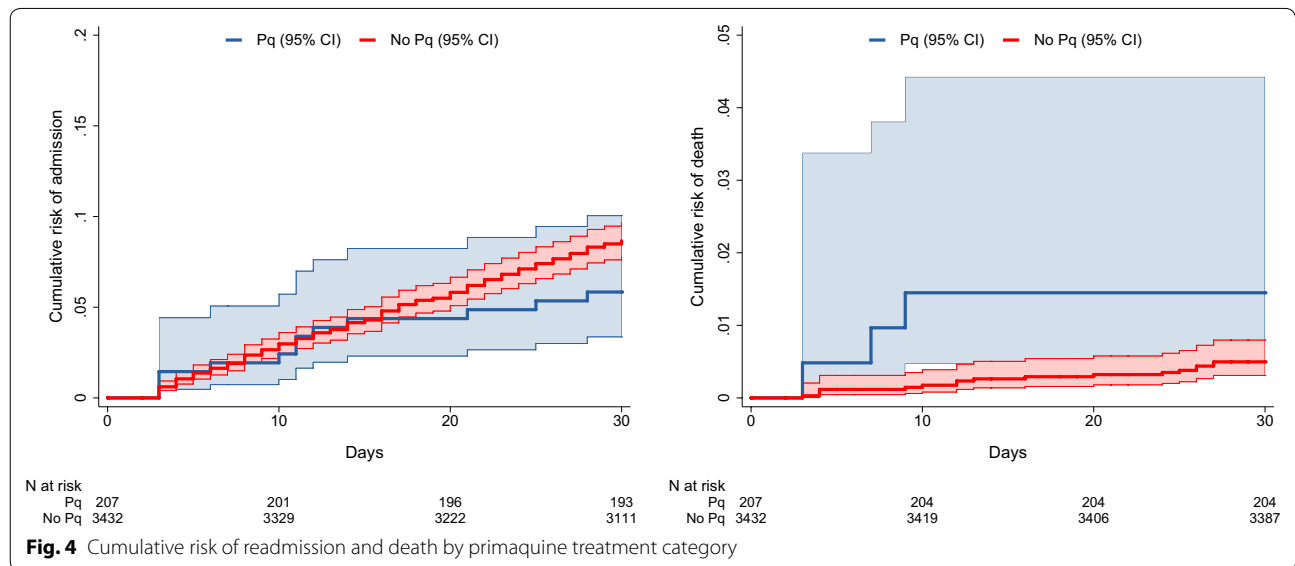 Pq (95% CI) No Pq (95% CI)
.2
.15
.1
.05
0
Cumulative risk of admission
0 10 20 30
Days
N at risk
Pq 207 201 196 193
No Pq 3432 3329 3222 3111
Pq (95% CI) No Pq (95% CI)
.05
.04
.03
.02
.01
0
Cumulative risk of death
0 10 20 30
Days
N at risk
Pq 207 204 204 204
No Pq 3432 3419 3406 3387
Fig. 4 Cumulative risk of readmission and death by primaquine treatment category